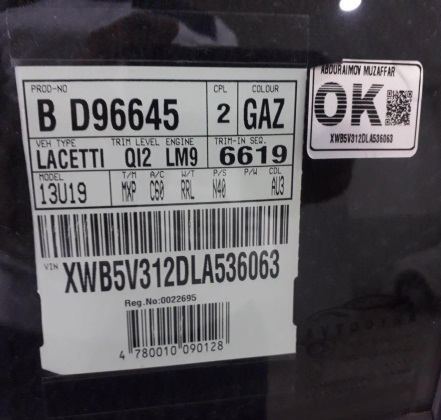 PROD-NO CPL COLOUR
B D96645 2 GAZ
VEH TYPE TRIM LEVEL ENGINE TRIM-IN SEQ.
LACETTI QI2 LM9 6619
MODEL T/M A/C W/T P/S P/W COL
13U19 MXP C60 RRL N40 AU3
VIN XWB5V312DLA536063
Reg.No:0022695
4 780010 090128
ABDURAIMOV MUZAFFAR
OK
XWB5V312DLA536063